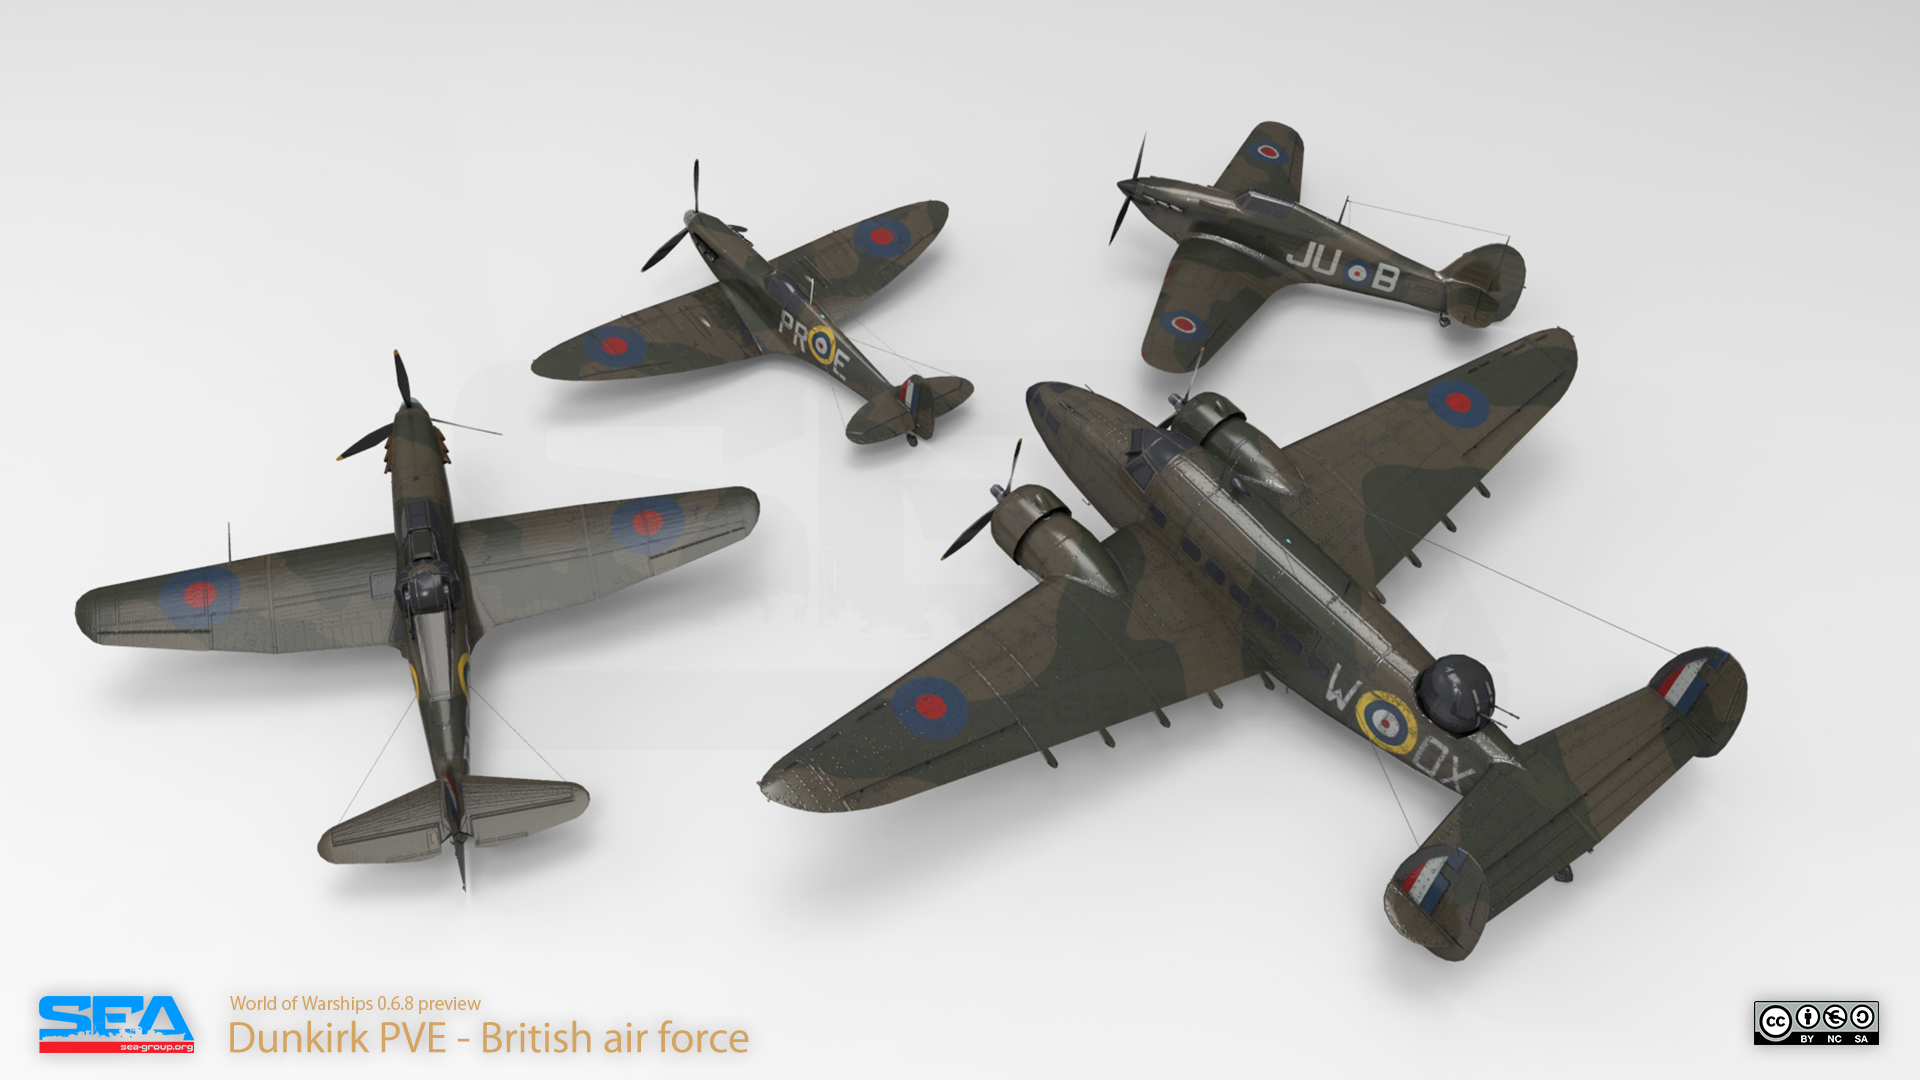 JU B
PR E
W OX
SEA
sea-group.org
World of Warships 0.6.8 preview
Dunkirk PVE - British air force
cc
BY NC SA